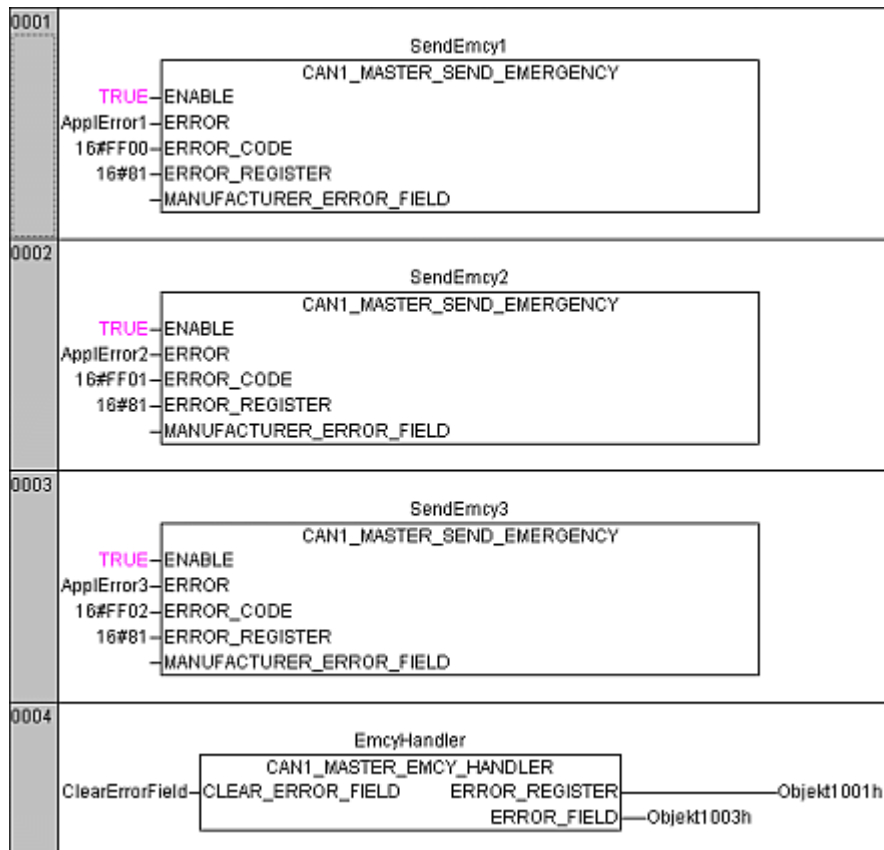 0001
SendEmcy1
CAN1_MASTER_SEND_EMERGENCY
TRUE ENABLE
ApplError1 ERROR
16#FF00 ERROR_CODE
16#81 ERROR_REGISTER
MANUFACTURER_ERROR_FIELD
0002
SendEmcy2
CAN1_MASTER_SEND_EMERGENCY
TRUE ENABLE
ApplError2 ERROR
16#FF01 ERROR_CODE
16#81 ERROR_REGISTER
MANUFACTURER_ERROR_FIELD
0003
SendEmcy3
CAN1_MASTER_SEND_EMERGENCY
TRUE ENABLE
ApplError3 ERROR
16#FF02 ERROR_CODE
16#81 ERROR_REGISTER
MANUFACTURER_ERROR_FIELD
0004
EmcyHandler
CAN1_MASTER_EMCY_HANDLER
ClearErrorField CLEAR_ERROR_FIELD ERROR_REGISTER Objekt1001h
ERROR_FIELD Objekt1003h